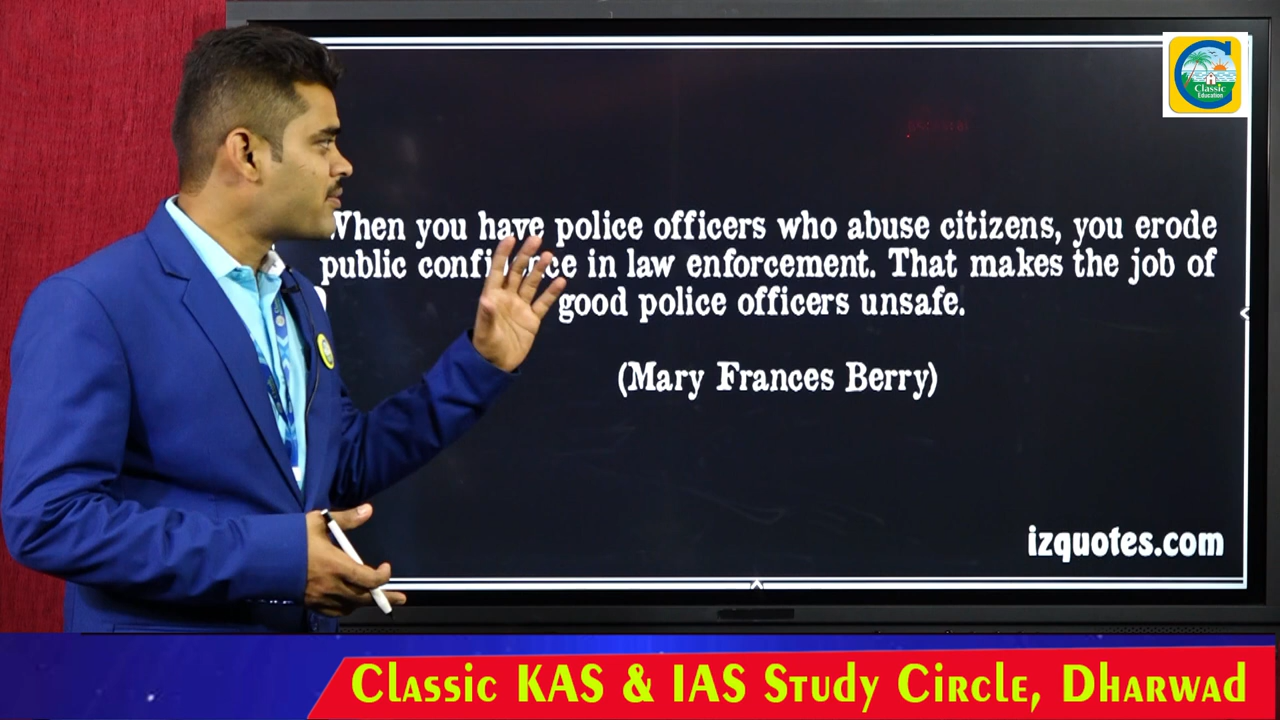 Classic
Education
When you have police officers who abuse citizens, you erode
public confidence in law enforcement. That makes the job of
good police officers unsafe.
(Mary Frances Berry)
izquotes.com
Classic KAS & IAS Study Circle, Dharwad